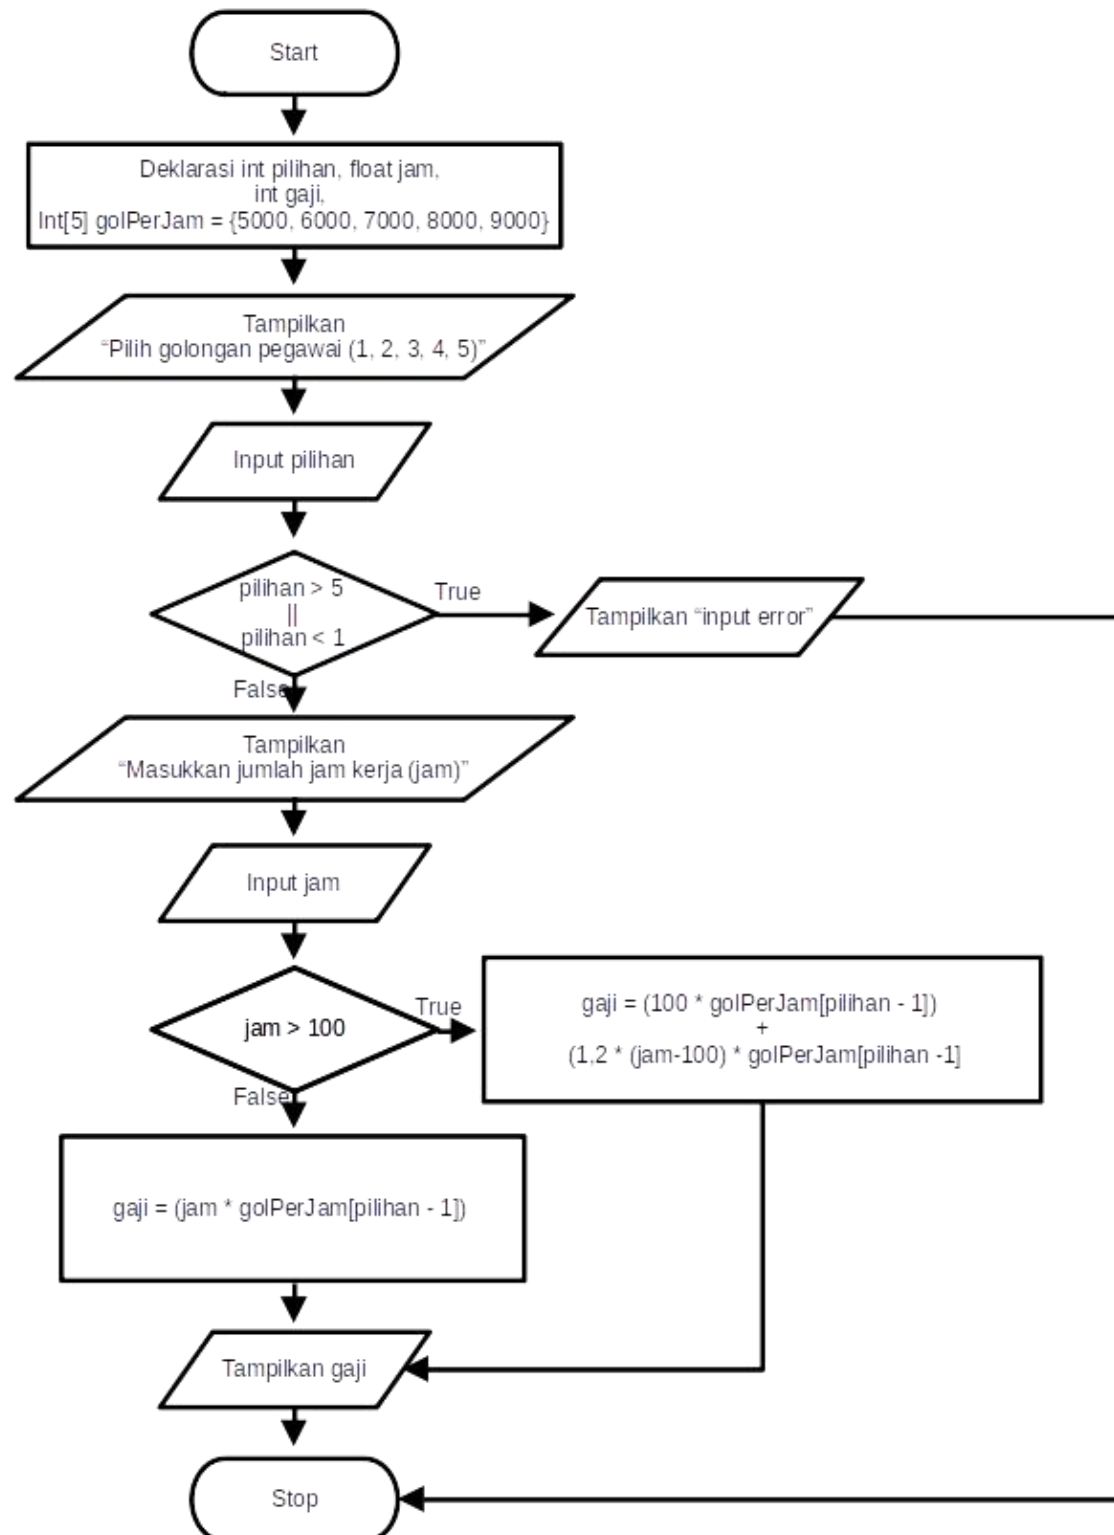 Start
Deklarasi int pilihan, float jam,
int gaji,
Int[5] golPerJam = {5000, 6000, 7000, 8000, 9000}
Tampilkan
“Pilih golongan pegawai (1, 2, 3, 4, 5)”
Input pilihan
pilihan > 5
||
pilihan < 1
True
Tampilkan “input error”
False
Tampilkan
“Masukkan jumlah jam kerja (jam)”
Input jam
jam > 100
True
gaji = (100 * golPerJam[pilihan - 1])
+
(1,2 * (jam-100) * golPerJam[pilihan -1]
False
gaji = (jam * golPerJam[pilihan - 1])
Tampilkan gaji
Stop